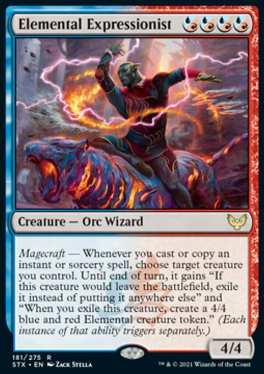 Elemental Expressionist
Creature — Orc Wizard
Magecraft — Whenever you cast or copy an
instant or sorcery spell, choose target creature
you control. Until end of turn, it gains “If
this creature would leave the battlefield, exile
it instead of putting it anywhere else” and
“When you exile this creature, create a 4/4
blue and red Elemental creature token.” (Each
instance of that ability triggers separately.)
4/4
181/275 R
STX • EN ZACK STELLA
™ & © 2021 Wizards of the Coast